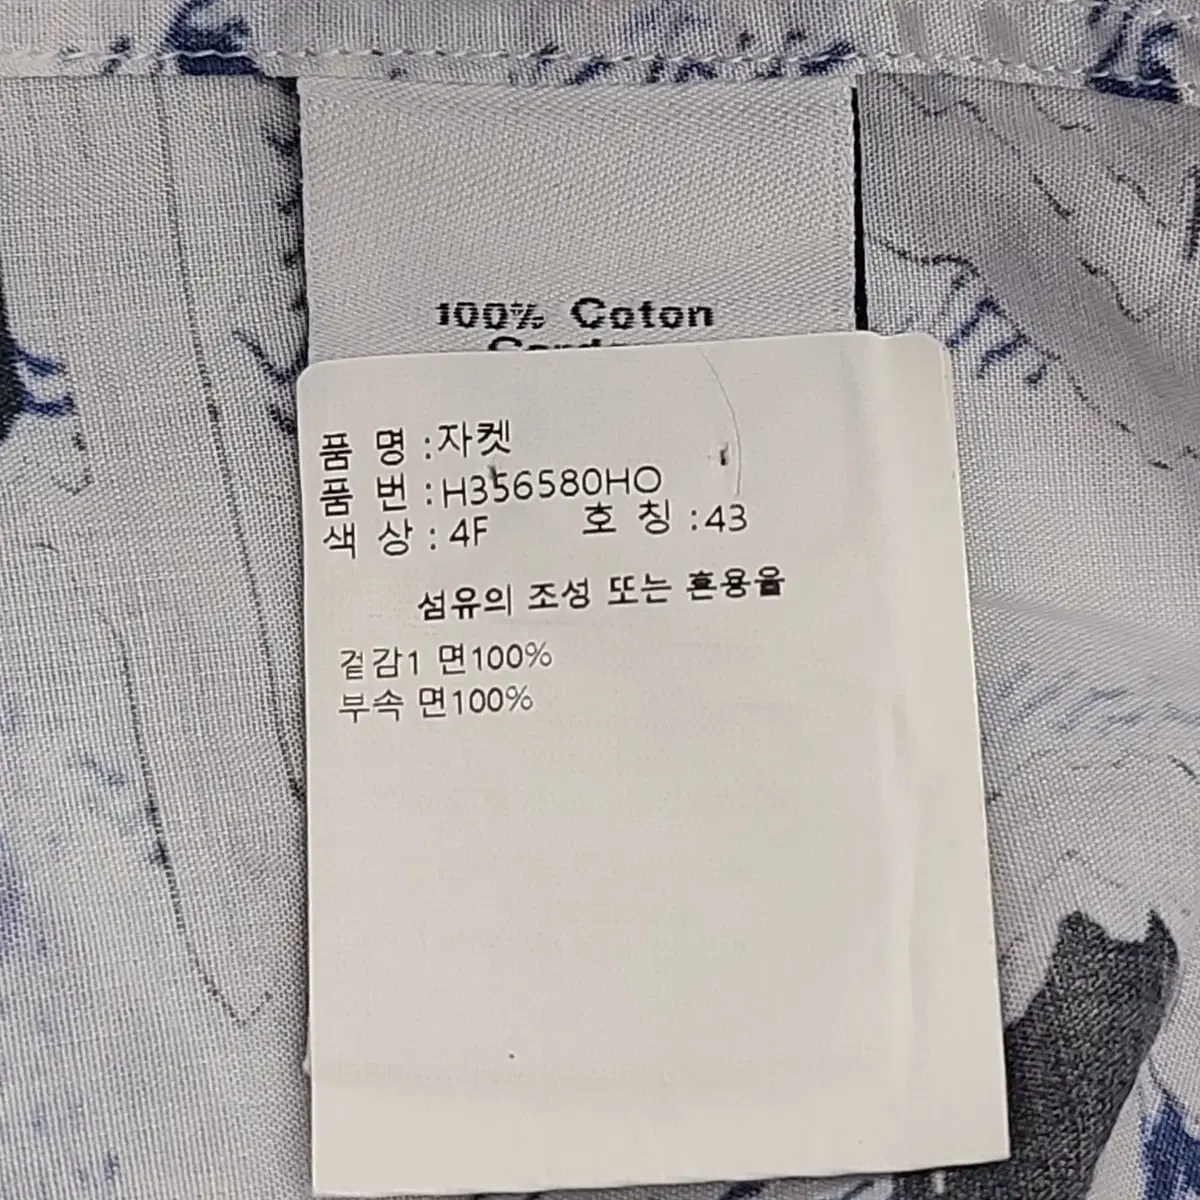 100% Coton
품 명 :자켓
품 번 :H356580HO
색 상 : 4F 호 칭 :43
섬유의 조성 또는 혼용율
겉감1 면100%
부속 면100%